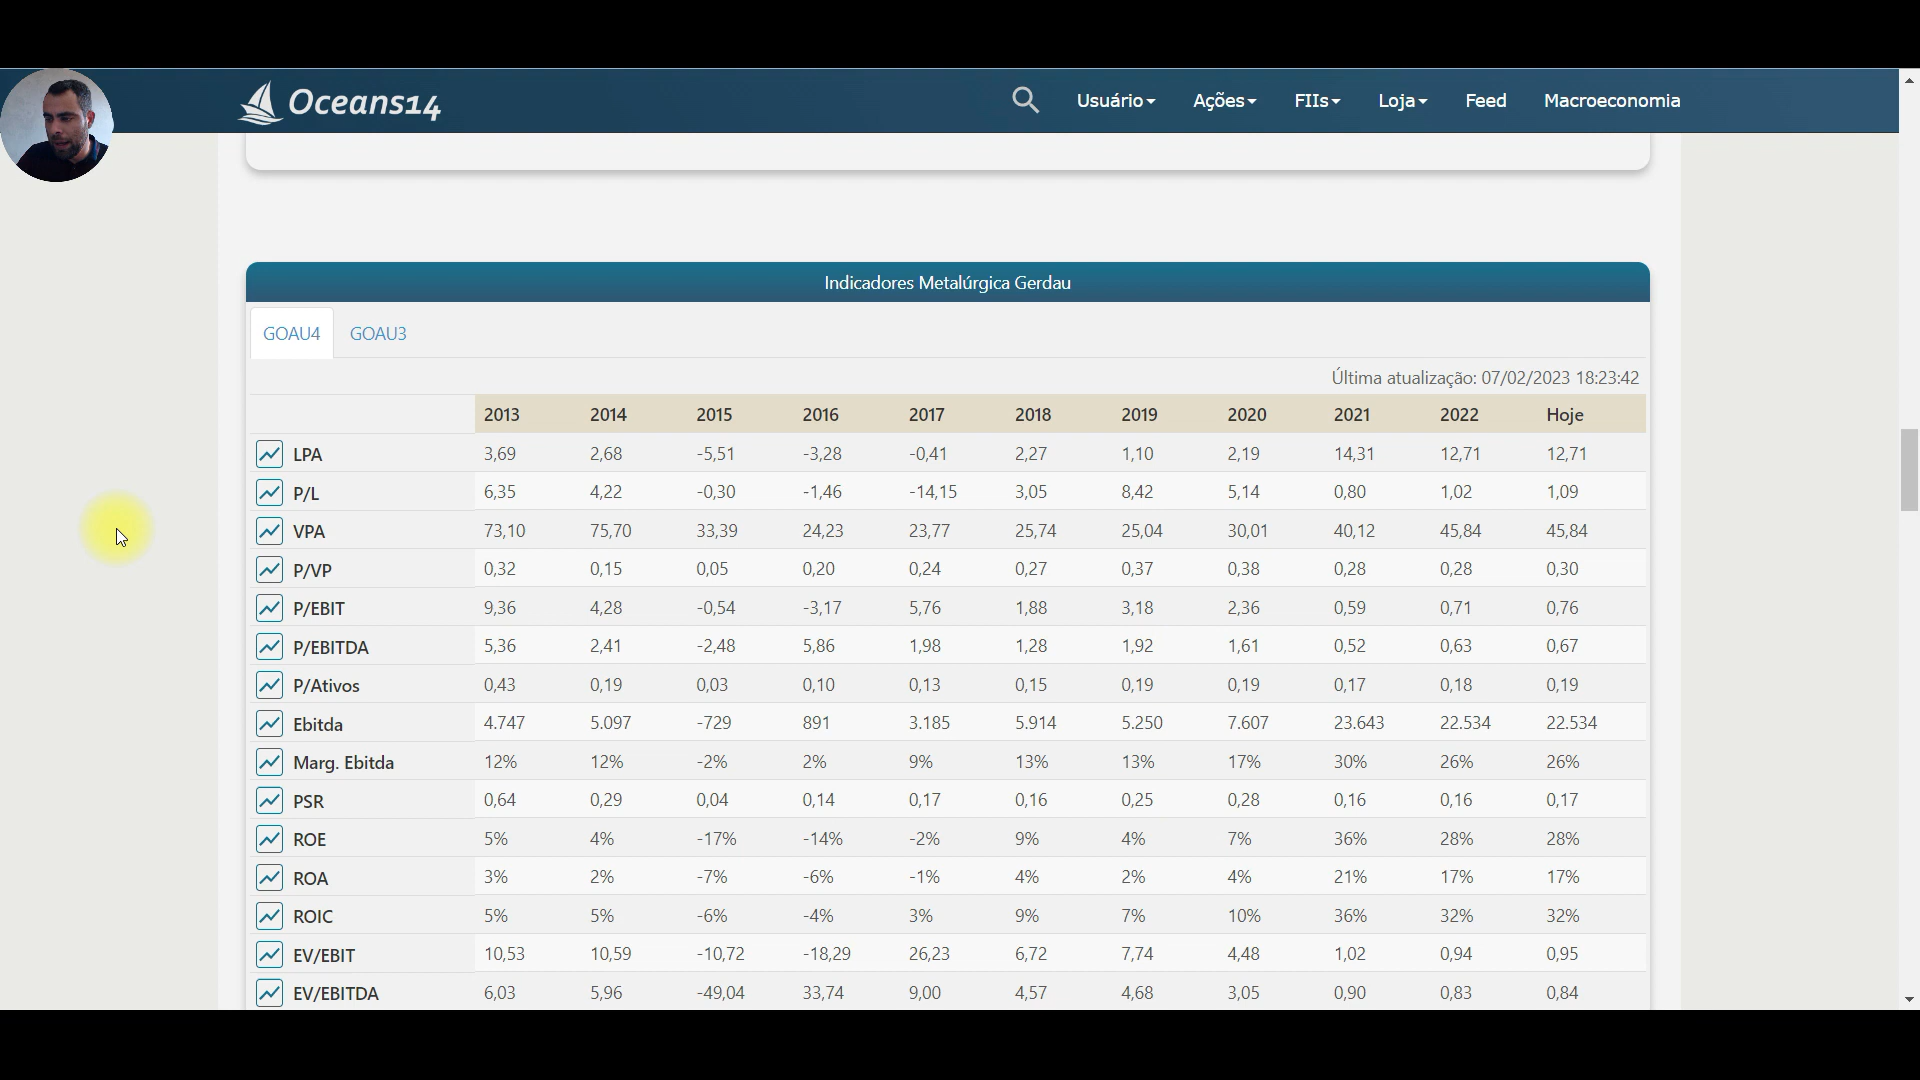 Oceans14
Usuário Ações FIIs Loja Feed Macroeconomia
Indicadores Metalúrgica Gerdau
GOAU4 GOAU3
Última atualização: 07/02/2023 18:23:42
2013 2014 2015 2016 2017 2018 2019 2020 2021 2022 Hoje
LPA 3,69 2,68 -5,51 -3,28 -0,41 2,27 1,10 2,19 14,31 12,71 12,71
P/L 6,35 4,22 -0,30 -1,46 -14,15 3,05 8,42 5,14 0,80 1,02 1,09
VPA 73,10 75,70 33,39 24,23 23,77 25,74 25,04 30,01 40,12 45,84 45,84
P/VP 0,32 0,15 0,05 0,20 0,24 0,27 0,37 0,38 0,28 0,28 0,30
P/EBIT 9,36 4,28 -0,54 -3,17 5,76 1,88 3,18 2,36 0,59 0,71 0,76
P/EBITDA 5,36 2,41 -2,48 5,86 1,98 1,28 1,92 1,61 0,52 0,63 0,67
P/Ativos 0,43 0,19 0,03 0,10 0,13 0,15 0,19 0,19 0,17 0,18 0,19
Ebitda 4.747 5.097 -729 891 3.185 5.914 5.250 7.607 23.643 22.534 22.534
Marg. Ebitda 12% 12% -2% 2% 9% 13% 13% 17% 30% 26% 26%
PSR 0,64 0,29 0,04 0,14 0,17 0,16 0,25 0,28 0,16 0,16 0,17
ROE 5% 4% -17% -14% -2% 9% 4% 7% 36% 28% 28%
ROA 3% 2% -7% -6% -1% 4% 2% 4% 21% 17% 17%
ROIC 5% 5% -6% -4% 3% 9% 7% 10% 36% 32% 32%
EV/EBIT 10,53 10,59 -10,72 -18,29 26,23 6,72 7,74 4,48 1,02 0,94 0,95
EV/EBITDA 6,03 5,96 -49,04 33,74 9,00 4,57 4,68 3,05 0,90 0,83 0,84